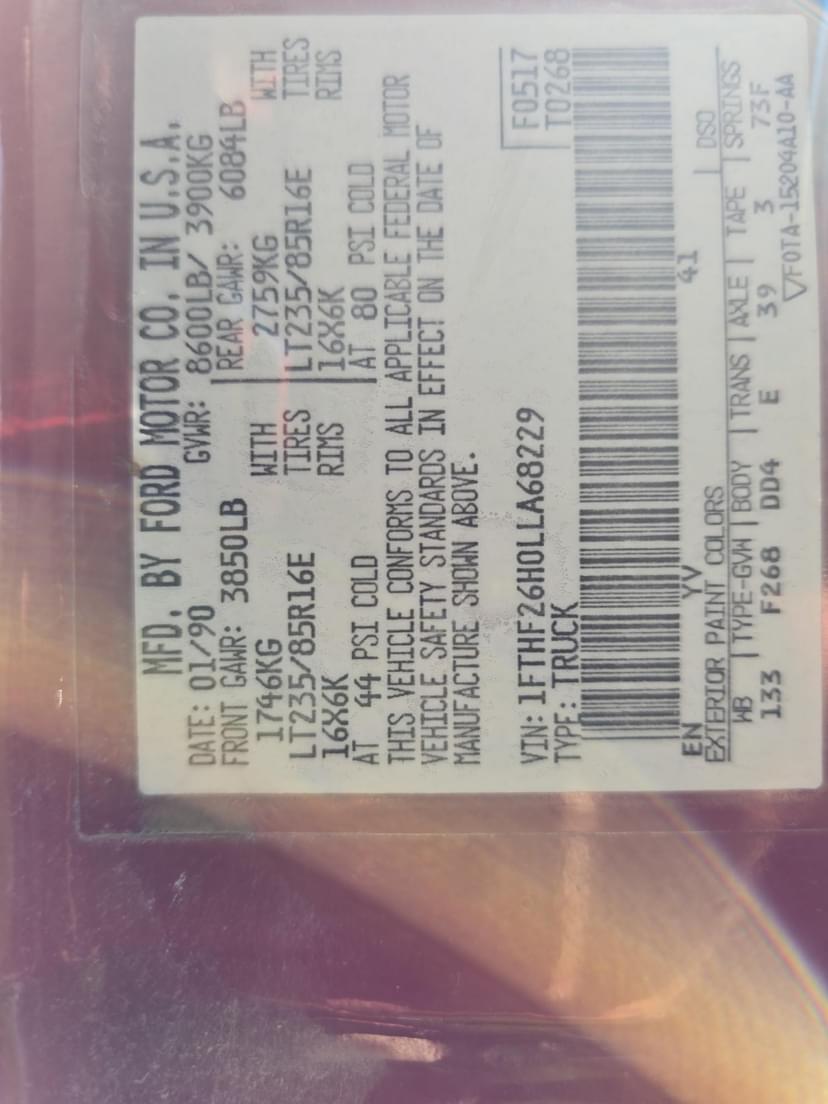 MFD. BY FORD MOTOR CO. IN U.S.A.
DATE: 01/90 GVWR: 8600LB/ 3900KG
FRONT GAWR: 3850LB REAR GAWR: 6084LB
1746KG WITH 2759KG WITH
LT235/85R16E TIRES LT235/85R16E TIRES
16X6K RIMS 16X6K RIMS
AT 44 PSI COLD AT 80 PSI COLD
THIS VEHICLE CONFORMS TO ALL APPLICABLE FEDERAL MOTOR
VEHICLE SAFETY STANDARDS IN EFFECT ON THE DATE OF
MANUFACTURE SHOWN ABOVE.
F0517
VIN: 1FTHF26H0LLA68229 T0268
TYPE: TRUCK
EN YV 41
EXTERIOR PAINT COLORS DSO
WB TYPE-GVW BODY TRANS AXLE TAPE SPRINGS
133 F268 DD4 E 39 3 73F
F0TA-15204A10-AA